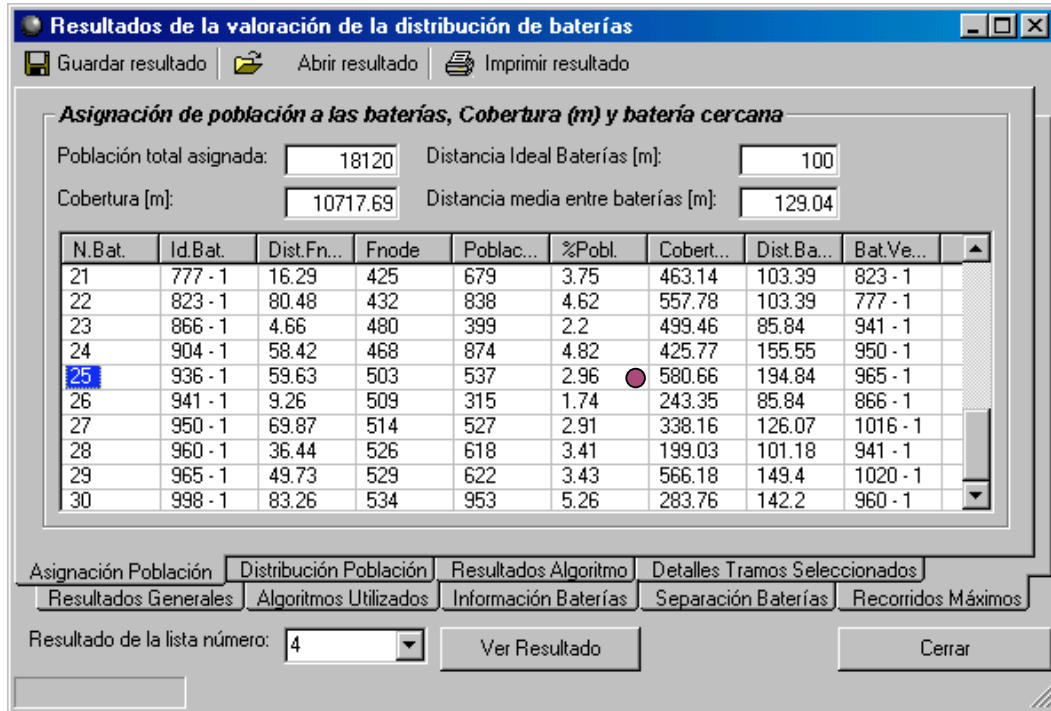 Resultados de la valoración de la distribución de baterías
Guardar resultado Abrir resultado Imprimir resultado
Asignación de población a las baterías, Cobertura (m) y batería cercana
Población total asignada: 18120 Distancia Ideal Baterías [m]: 100
Cobertura [m]: 10717.69 Distancia media entre baterías [m]: 129.04
N.Bat. Id.Bat. Dist.Fn... Fnode Poblac... %Pobl. Cobert... Dist.Ba... Bat.Ve...
21 777 - 1 16.29 425 679 3.75 463.14 103.39 823 - 1
22 823 - 1 80.48 432 838 4.62 557.78 103.39 777 - 1
23 866 - 1 4.66 480 399 2.2 499.46 85.84 941 - 1
24 904 - 1 58.42 468 874 4.82 425.77 155.55 950 - 1
25 936 - 1 59.63 503 537 2.96 580.66 194.84 965 - 1
26 941 - 1 9.26 509 315 1.74 243.35 85.84 866 - 1
27 950 - 1 69.87 514 527 2.91 338.16 126.07 1016 - 1
28 960 - 1 36.44 526 618 3.41 199.03 101.18 941 - 1
29 965 - 1 49.73 529 622 3.43 566.18 149.4 1020 - 1
30 998 - 1 83.26 534 953 5.26 283.76 142.2 960 - 1
Asignación Población Distribución Población Resultados Algoritmo Detalles Tramos Seleccionados
Resultados Generales Algoritmos Utilizados Información Baterías Separación Baterías Recorridos Máximos
Resultado de la lista número: 4 Ver Resultado Cerrar